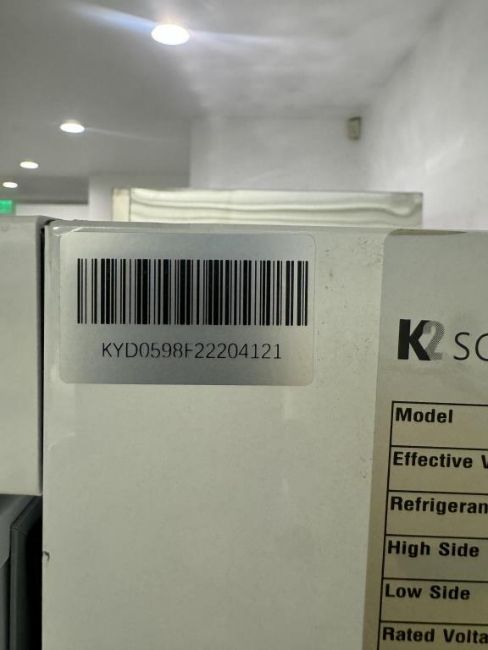 KYD0598F22204121
K2 SC
Model
Effective V
Refrigeran
High Side
Low Side
Rated Volta